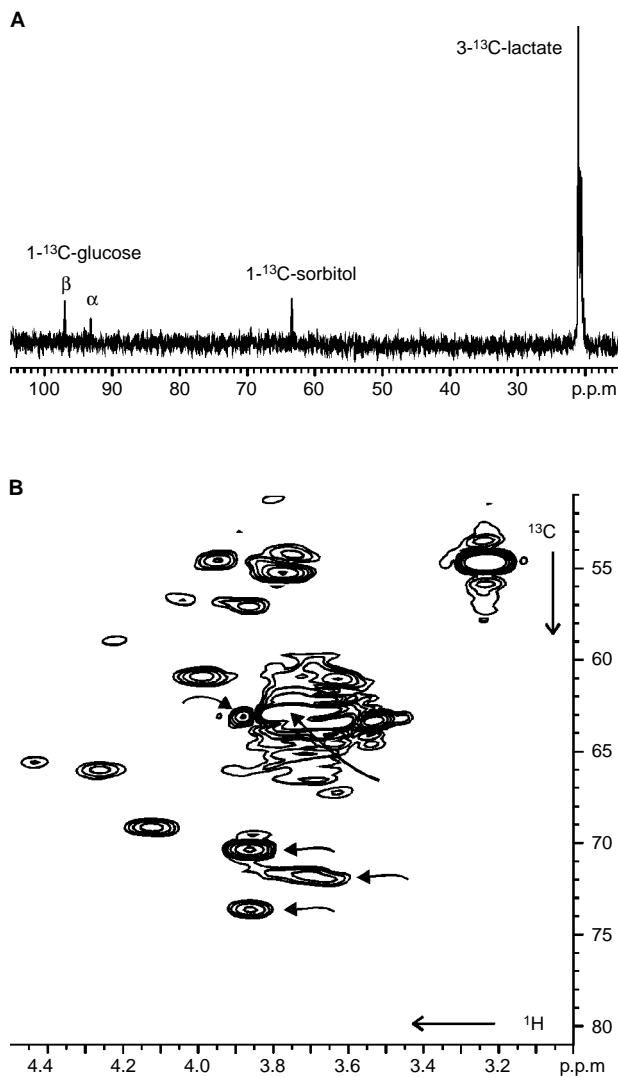 A
3-¹³C-lactate
1-¹³C-glucose
β α
1-¹³C-sorbitol
100 90 80 70 60 50 40 30 p.p.m
B
¹³C
55
60
65
70
75
80
¹H
4.4 4.2 4.0 3.8 3.6 3.4 3.2 p.p.m